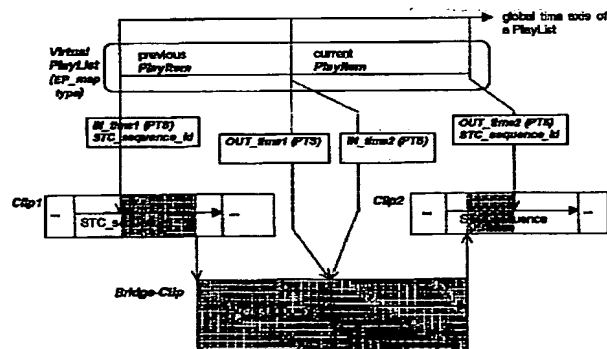 global time axis of
a PlayList
Virtual
PlayList
(EP_map
type)
previous
PlayItem
current
PlayItem
IN_time1 (PTS)
STC_sequence_id
OUT_time1 (PTS)
IN_time2 (PTS)
OUT_time2 (PTS)
STC_sequence_id
Clip1
STC_s
Clip2
Bridge-Clip